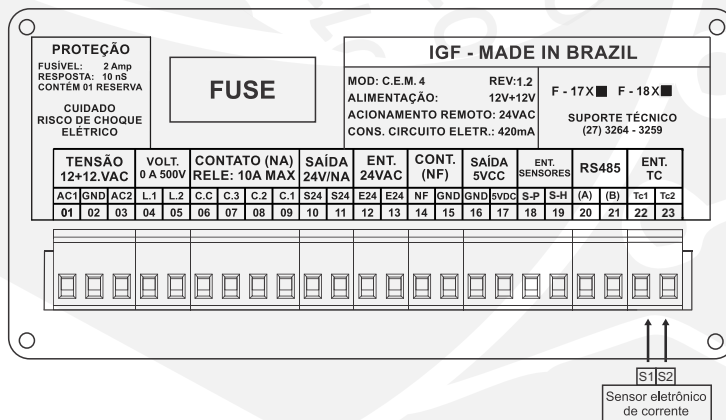 PROTEÇÃO
FUSÍVEL: 2 Amp
RESPOSTA: 10 nS
CONTÉM 01 RESERVA
CUIDADO
RISCO DE CHOQUE
ELÉTRICO
FUSE
IGF - MADE IN BRAZIL
MOD: C.E.M. 4 REV:1.2
ALIMENTAÇÃO: 12V+12V
ACIONAMENTO REMOTO: 24VAC
CONS. CIRCUITO ELETR.: 420mA
F - 17X■ F - 18X■
SUPORTE TÉCNICO
(27) 3264 - 3259
TENSÃO VOLT. CONTATO (NA) SAÍDA ENT. CONT. SAÍDA ENT. RS485 ENT.
12+12.VAC 0 A 500V RELE: 10A MAX 24V/NA 24VAC (NF) 5VCC SENSORES TC
AC1 GND AC2 L.1 L.2 C.C C.3 C.2 C.1 S24 S24 E24 E24 NF GND GND 5VDC S-P S-H (A) (B) Tc1 Tc2
01 02 03 04 05 06 07 08 09 10 11 12 13 14 15 16 17 18 19 20 21 22 23
S1 S2
Sensor eletrônico
de corrente